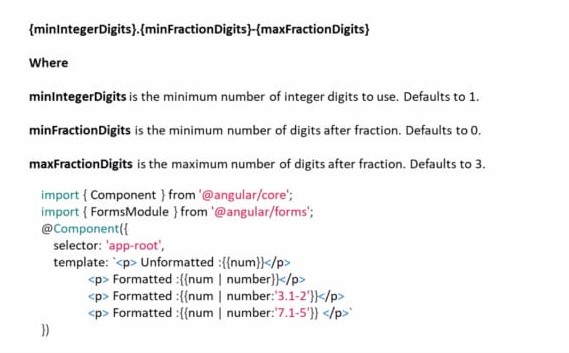 {minIntegerDigits}.{minFractionDigits}-{maxFractionDigits}
Where
minIntegerDigits is the minimum number of integer digits to use. Defaults to 1.
minFractionDigits is the minimum number of digits after fraction. Defaults to 0.
maxFractionDigits is the maximum number of digits after fraction. Defaults to 3.
import { Component } from '@angular/core';
import { FormsModule } from '@angular/forms';
@Component({
selector: 'app-root',
template: `<p> Unformatted :{{num}}</p>
<p> Formatted :{{num | number}}</p>
<p> Formatted :{{num | number:'3.1-2'}}</p>
<p> Formatted :{{num | number:'7.1-5'}} </p>`
})